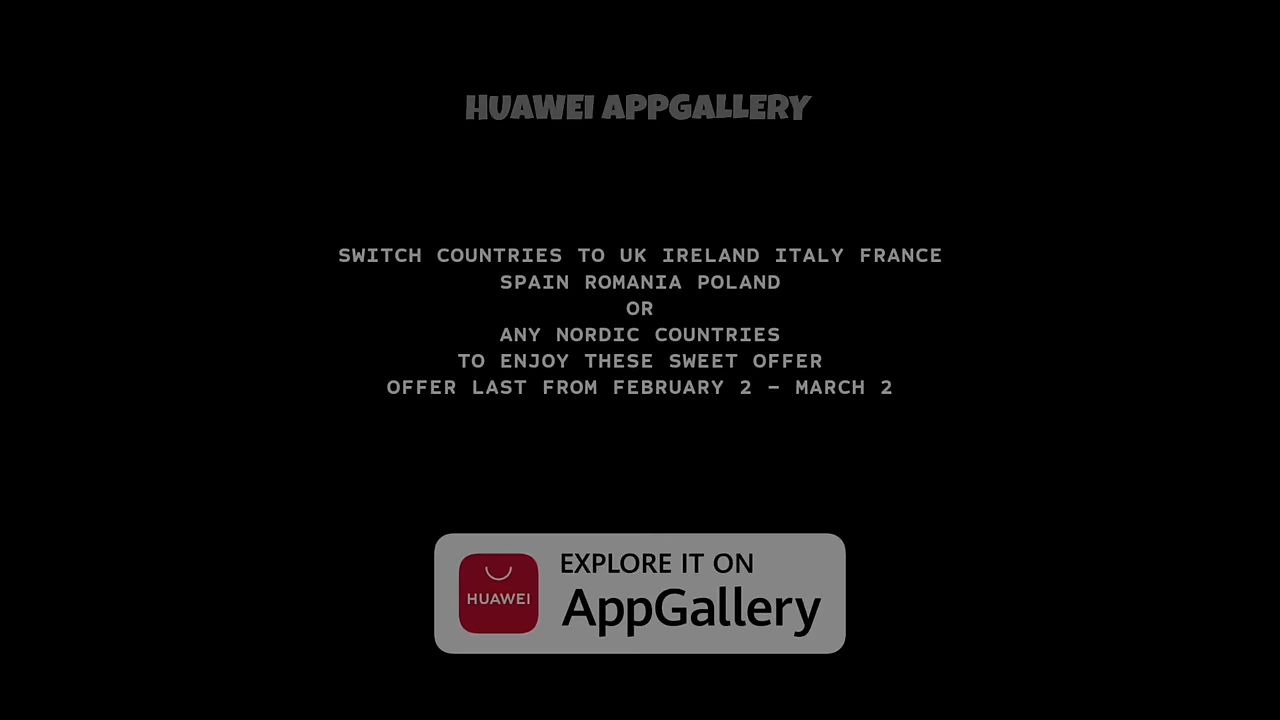 HUAWEI APPGALLERY
SWITCH COUNTRIES TO UK IRELAND ITALY FRANCE
SPAIN ROMANIA POLAND
OR
ANY NORDIC COUNTRIES
TO ENJOY THESE SWEET OFFER
OFFER LAST FROM FEBRUARY 2 - MARCH 2
EXPLORE IT ON
HUAWEI
AppGallery